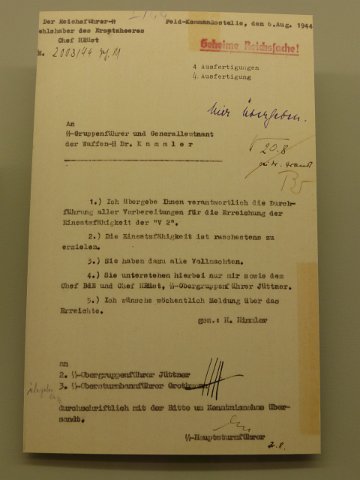 Der Reichsführer-SS
Feld-Kommandostelle, den 6. Aug. 1944
Befehlshaber des Ersatzheeres
Chef HRüst
Geheime Reichssache!
4 Ausfertigungen
4. Ausfertigung
An
SS-Gruppenführer und Generalleutnant
der Waffen-SS Dr. Kammler
20.8.
1.) Ich übergebe Ihnen verantwortlich die Durch-
führung aller Vorbereitungen für die Erreichung der
Einsatzfähigkeit der "V 2".
2.) Die Einsatzfähigkeit ist raschestens zu
erzielen.
3.) Sie haben dazu alle Vollmachten.
4.) Sie unterstehen hierbei nur mir sowie dem
Chef BdE und Chef HRüst, SS-Obergruppenführer Jüttner.
5.) Ich wünsche wöchentlich Meldung über das
Erreichte.
gez.: H. Himmler
an
2. SS-Obergruppenführer Jüttner
3. SS-Obersturmbannführer Grothmann
durchschriftlich mit der Bitte um Kenntnisnahme über-
sandt.
SS-Hauptsturmführer